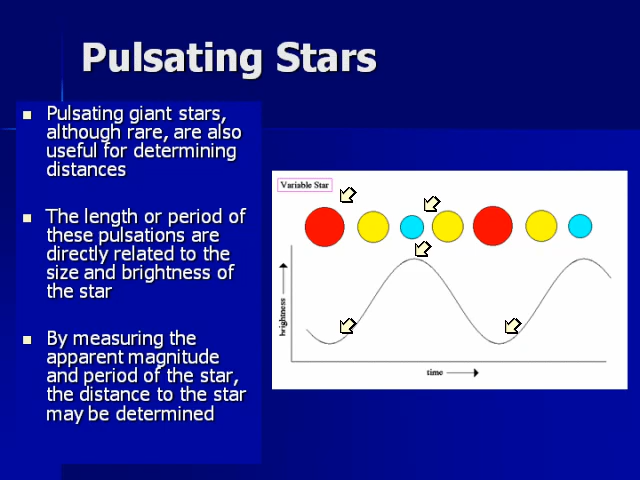 Pulsating Stars
Pulsating giant stars,
although rare, are also
useful for determining
distances
The length or period of
these pulsations are
directly related to the
size and brightness of
the star
By measuring the
apparent magnitude
and period of the star,
the distance to the star
may be determined
Variable Star
brightness
time